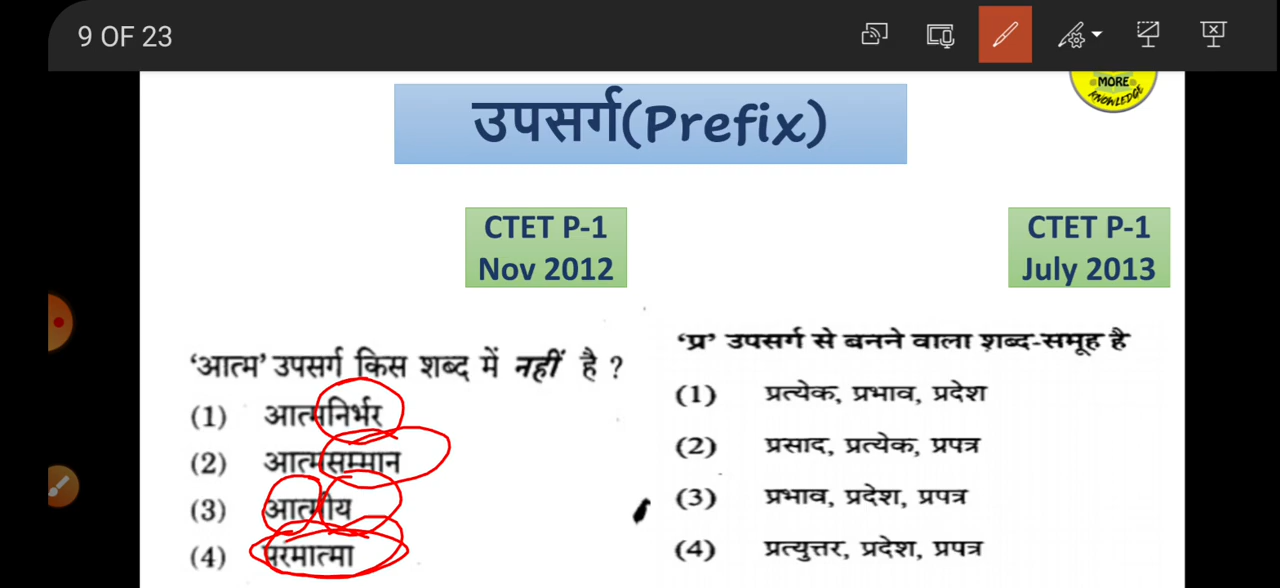 9 OF 23
MORE
KNOWLEDGE
उपसर्ग(Prefix)
CTET P-1
Nov 2012
CTET P-1
July 2013
‘आत्म’ उपसर्ग किस शब्द में नहीं है ?
(1) आत्मनिर्भर
(2) आत्मसम्मान
(3) आत्मीय
(4) परमात्मा
‘प्र’ उपसर्ग से बनने वाला शब्द-समूह है
(1) प्रत्येक, प्रभाव, प्रदेश
(2) प्रसाद, प्रत्येक, प्रपत्र
(3) प्रभाव, प्रदेश, प्रपत्र
(4) प्रत्युत्तर, प्रदेश, प्रपत्र